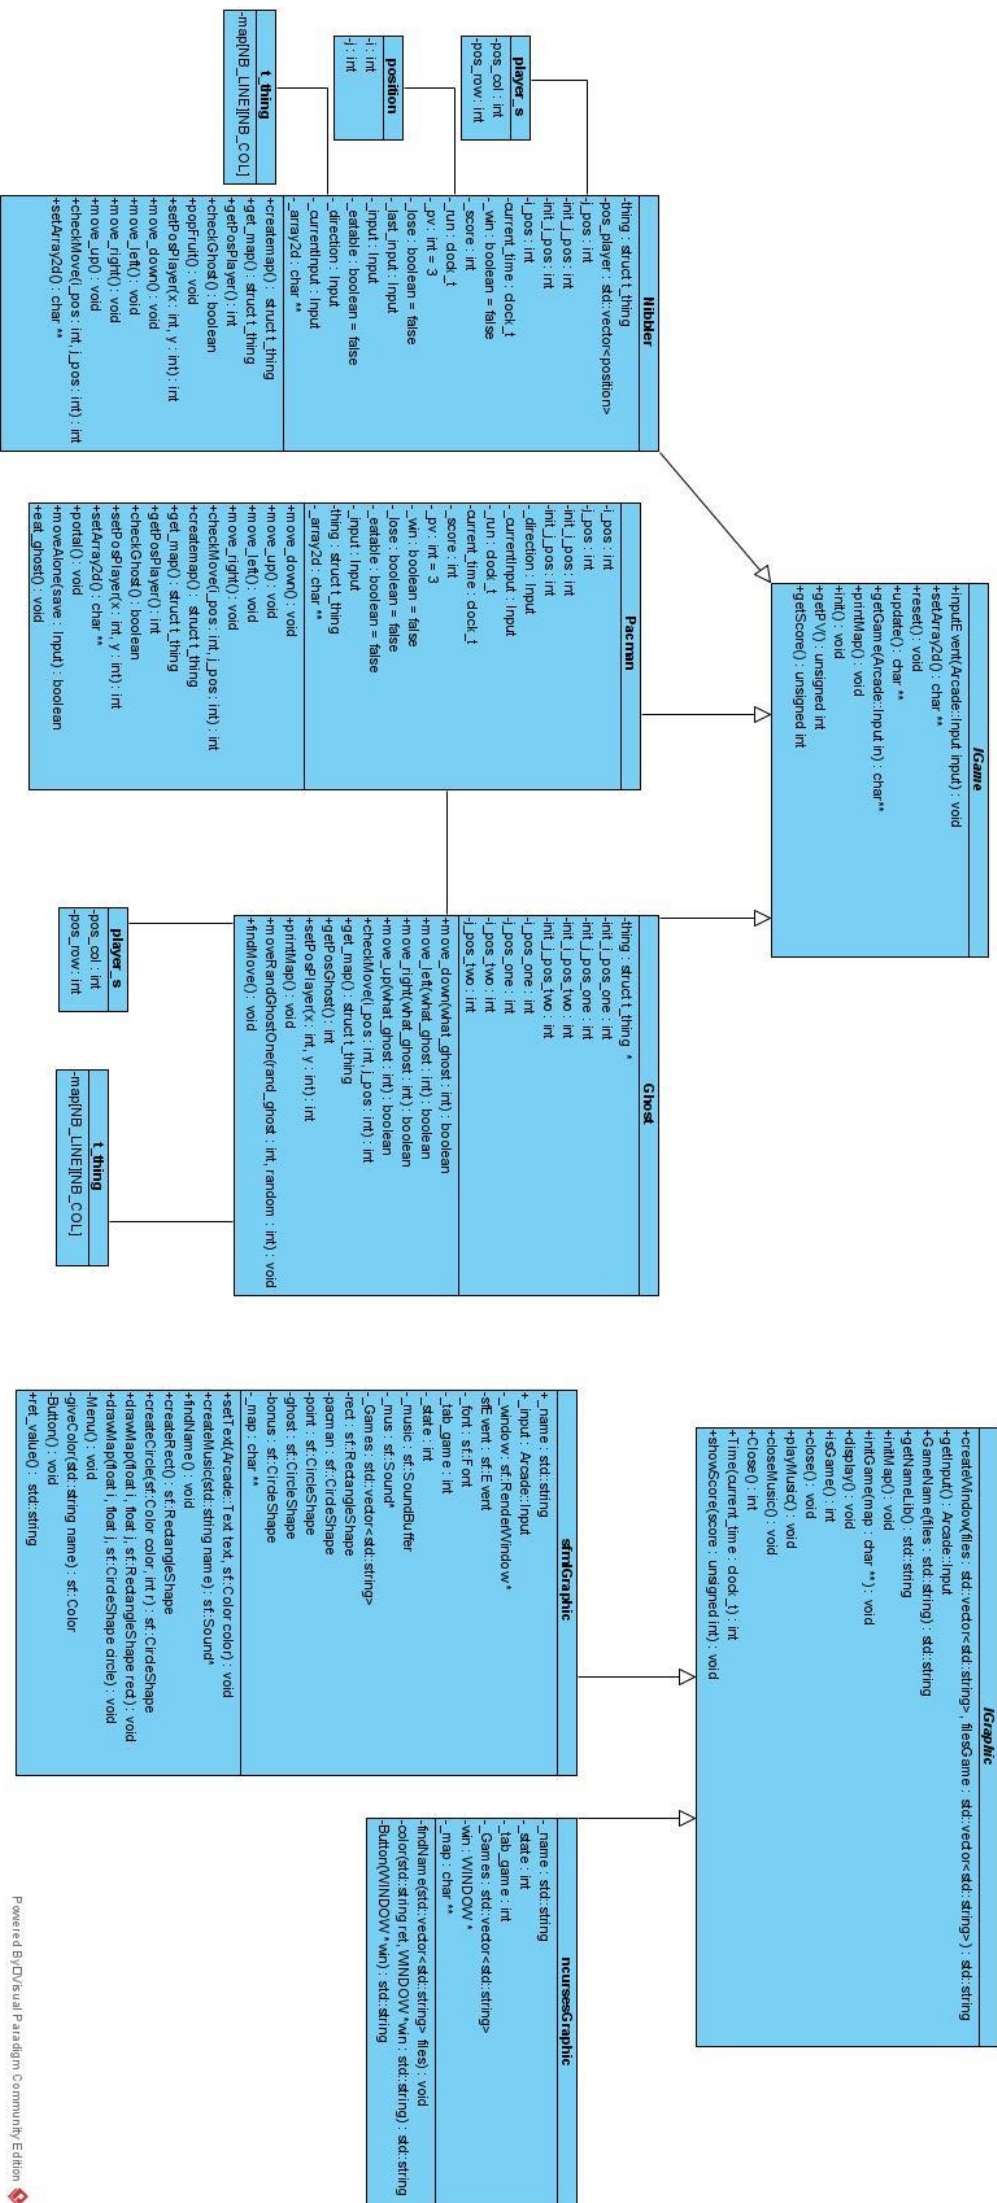 IGame
+inputEvent(Arcade::Input input) : void
+setArray2d() : char **
+reset() : void
+update() : char **
+getGame(Arcade::Input in) : char**
+printMap() : void
+init() : void
+getPV() : unsigned int
+getScore() : unsigned int
Nibbler
-thing : struct t_thing
-pos_player : std::vector<position>
-j_pos : int
-init_i_pos : int
-init_j_pos : int
-i_pos : int
-current_time : clock_t
-_win : boolean = false
-_score : int
-_run : clock_t
-_pv : int = 3
-_lose : boolean = false
-last_input : Input
-_input : Input
-_eatable : boolean = false
-_direction : Input
-_currentInput : Input
-_array2d : char **
+createmap() : struct t_thing
+get_map() : struct t_thing
+getPosPlayer() : int
+checkGhost() : boolean
+popFruit() : void
+setPosPlayer(x : int, y : int) : int
+move_down() : void
+move_left() : void
+move_right() : void
+move_up() : void
+checkMove(i_pos : int, j_pos : int) : int
+setArray2d() : char **
player_s
-pos_col : int
-pos_row : int
position
-i : int
-j : int
t_thing
-map[NB_LINE][NB_COL]
Pacman
-i_pos : int
-j_pos : int
-init_i_pos : int
-init_j_pos : int
-_direction : Input
-_currentInput : Input
-_run : clock_t
-current_time : clock_t
-_score : int
-_pv : int = 3
-_win : boolean = false
-_lose : boolean = false
-_eatable : boolean = false
-_input : Input
-thing : struct t_thing
-_array2d : char **
+move_down() : void
+move_up() : void
+move_left() : void
+move_right() : void
+checkMove(i_pos : int, j_pos : int) : int
+createmap() : struct t_thing
+get_map() : struct t_thing
+getPosPlayer() : int
+checkGhost() : boolean
+setPosPlayer(x : int, y : int) : int
+setArray2d() : char **
+portal() : void
+moveAlone(save : Input) : boolean
+eat_ghost() : void
Ghost
-thing : struct t_thing *
-init_i_pos_one : int
-init_j_pos_one : int
-init_i_pos_two : int
-init_j_pos_two : int
-i_pos_one : int
-j_pos_one : int
-i_pos_two : int
-j_pos_two : int
+move_down(what_ghost : int) : boolean
+move_left(what_ghost : int) : boolean
+move_right(what_ghost : int) : boolean
+move_up(what_ghost : int) : boolean
+checkMove(i_pos : int, j_pos : int) : int
+get_map() : struct t_thing
+getPosGhost() : int
+setPosPlayer(x : int, y : int) : int
+printMap() : void
+moveRandGhostOne(rand_ghost : int, random : int) : void
+findMove() : void
player_s
-pos_col : int
-pos_row : int
t_thing
-map[NB_LINE][NB_COL]
IGraphic
+createWindow(files : std::vector<std::string>, filesGame : std::vector<std::string>) : std::string
+getInput() : Arcade::Input
+GameName(files : std::string) : std::string
+getNameLib() : std::string
+initMap() : void
+initGame(map : char **) : void
+display() : void
+isGame() : int
+close() : void
+playMusic() : void
+closeMusic() : void
+Close() : int
+Time(current_time : clock_t) : int
+showScore(score : unsigned int) : void
sfmlGraphic
+_name : std::string
+_input : Arcade::Input
-_window : sf::RenderWindow*
-sfEvent : sf::Event
-_font : sf::Font
-_tab_game : int
-_state : int
-_music : sf::SoundBuffer
-_mus : sf::Sound*
-_Games : std::vector<std::string>
-rect : sf::RectangleShape
-pacman : sf::CircleShape
-point : sf::CircleShape
-ghost : sf::CircleShape
-bonus : sf::CircleShape
-_map : char **
+setText(Arcade::Text text, sf::Color color) : void
+createMusic(std::string name) : sf::Sound*
+findName() : void
+createRect() : sf::RectangleShape
+createCircle(sf::Color color, int r) : sf::CircleShape
+drawMap(float i, float j, sf::RectangleShape rect) : void
+drawMap(float i, float j, sf::CircleShape circle) : void
-Menu() : void
-giveColor(std::string name) : sf::Color
-Button() : void
+ret_value() : std::string
ncursesGraphic
-_name : std::string
-_state : int
-_tab_game : int
-_Games : std::vector<std::string>
-win : WINDOW *
-_map : char **
-findName(std::vector<std::string> files) : void
-color(std::string ret, WINDOW *win : std::string) : std::string
-Button(WINDOW * win) : std::string
Powered By□Visual Paradigm Community Edition